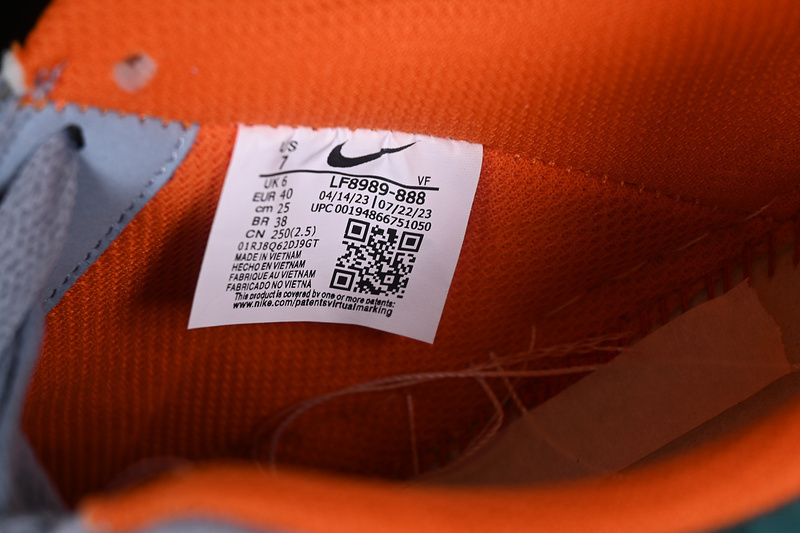 US
7
VF
UK 6
LF8989-888
EUR 40
04/14/23 | 07/22/23
cm 25
UPC 00194866751050
BR 38
CN 250(2.5)
01RJ8Q62DJ9GT
MADE IN VIETNAM
HECHO EN VIETNAM
FABRIQUE AU VIETNAM
FABRICADO NO VIETNA
This product is covered by one or more patents:
www.nike.com/patentsvirtualmarking